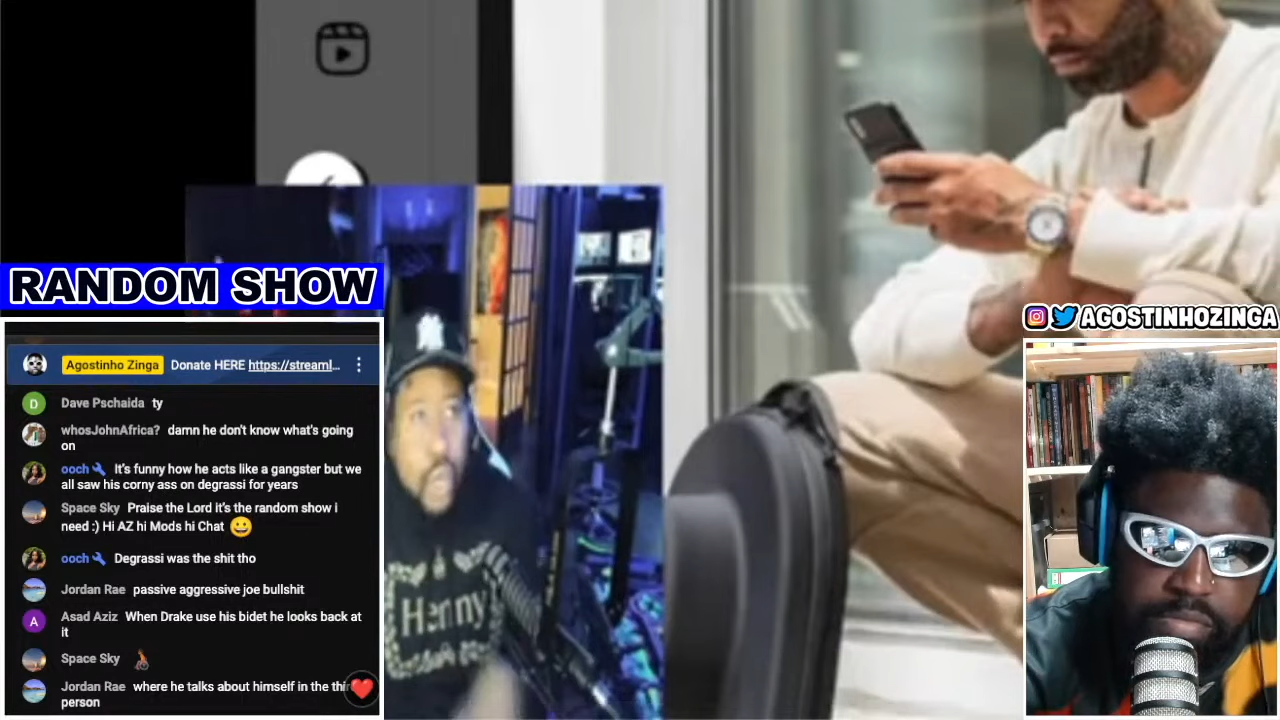 RANDOM SHOW
Agostinho Zinga Donate HERE https://streaml...
Dave Pschaida ty
whosJohnAfrica? damn he don't know what's going
on
ooch It's funny how he acts like a gangster but we
all saw his corny ass on degrassi for years
Space Sky Praise the Lord it's the random show i
need :) Hi AZ hi Mods hi Chat 😀
ooch Degrassi was the shit tho
Jordan Rae passive aggressive joe bullshit
Asad Aziz When Drake use his bidet he looks back at
it
Space Sky
Jordan Rae where he talks about himself in the thi
person
D
A
Henny
AGOSTINHOZINGA